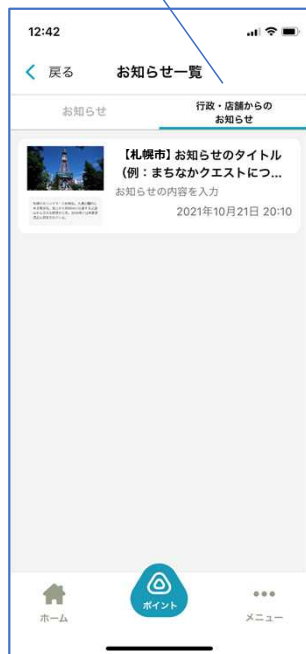 12:42
戻る
お知らせ一覧
お知らせ
行政・店舗からの
お知らせ
【札幌市】お知らせのタイトル
（例：まちなかクエストにつ...
お知らせの内容を入力
2021年10月21日 20:10
ホーム
ポイント
メニュー